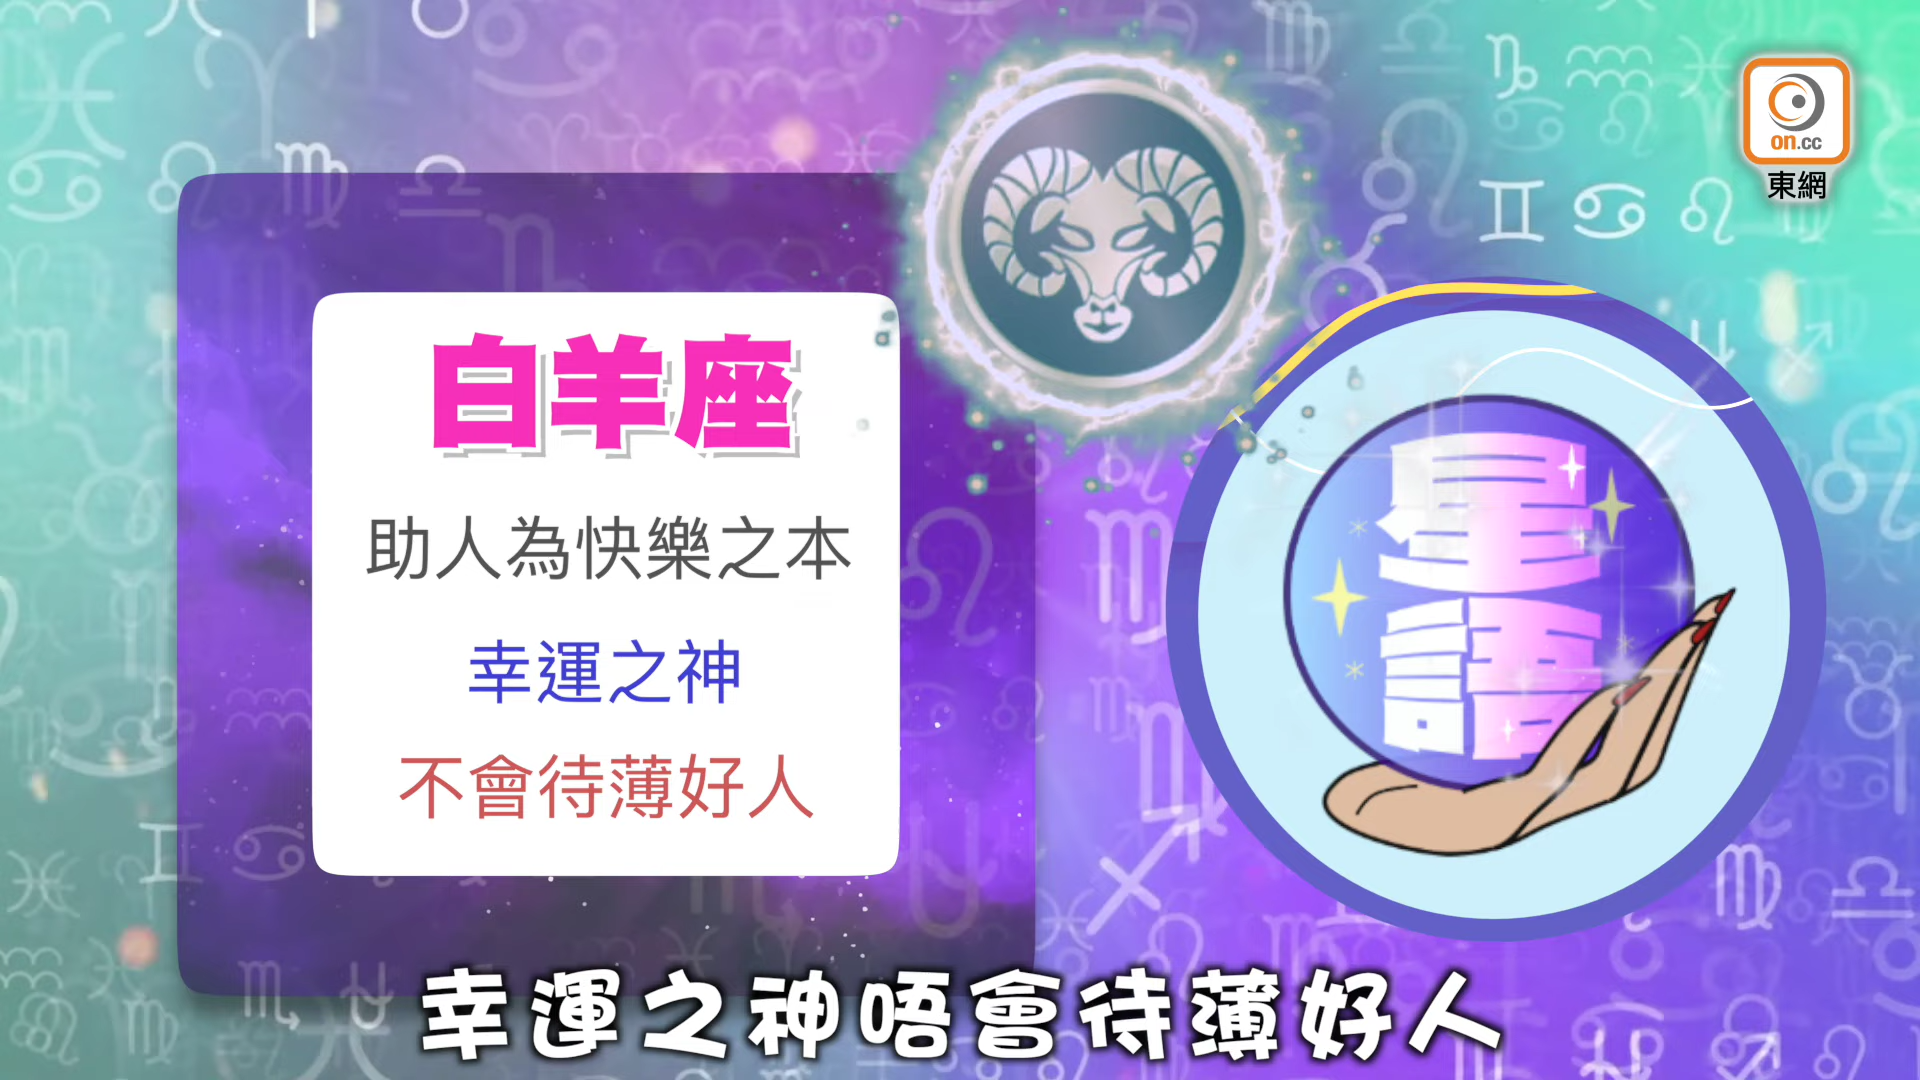 on.cc
東網
白羊座
助人為快樂之本
幸運之神
不會待薄好人
星語
幸運之神唔會待薄好人